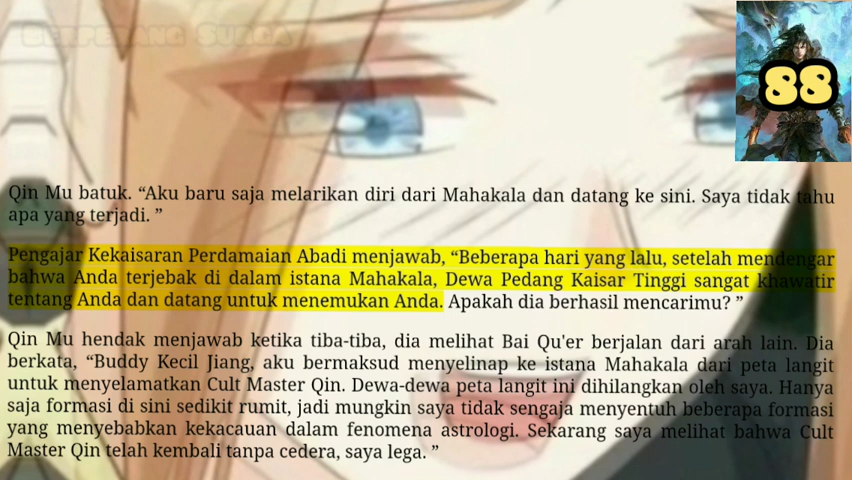 Berperang Surga
88
Qin Mu batuk. “Aku baru saja melarikan diri dari Mahakala dan datang ke sini. Saya tidak tahu
apa yang terjadi. ”
Pengajar Kekaisaran Perdamaian Abadi menjawab, “Beberapa hari yang lalu, setelah mendengar
bahwa Anda terjebak di dalam istana Mahakala, Dewa Pedang Kaisar Tinggi sangat khawatir
tentang Anda dan datang untuk menemukan Anda. Apakah dia berhasil mencarimu? ”
Qin Mu hendak menjawab ketika tiba-tiba, dia melihat Bai Qu'er berjalan dari arah lain. Dia
berkata, “Buddy Kecil Jiang, aku bermaksud menyelinap ke istana Mahakala dari peta langit
untuk menyelamatkan Cult Master Qin. Dewa-dewa peta langit ini dihilangkan oleh saya. Hanya
saja formasi di sini sedikit rumit, jadi mungkin saya tidak sengaja menyentuh beberapa formasi
yang menyebabkan kekacauan dalam fenomena astrologi. Sekarang saya melihat bahwa Cult
Master Qin telah kembali tanpa cedera, saya lega. ”